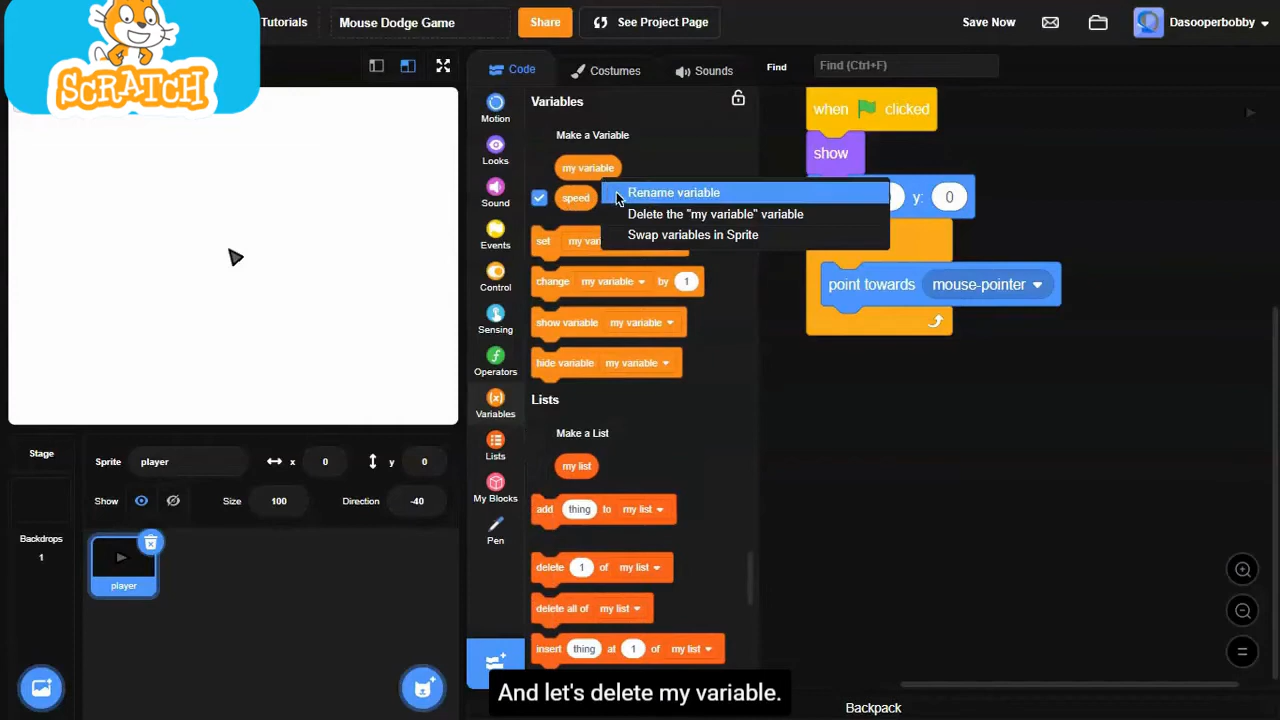 SCRATCH
Tutorials
Mouse Dodge Game
Share
See Project Page
Save Now
Dasooperbobby
Code
Costumes
Sounds
Find
Find (Ctrl+F)
Motion
Looks
Sound
Events
Control
Sensing
Operators
Variables
Lists
My Blocks
Pen
Variables
Make a Variable
my variable
speed
Rename variable
Delete the "my variable" variable
Swap variables in Sprite
set
change my variable by 1
show variable my variable
hide variable my variable
Lists
Make a List
my list
add thing to my list
delete 1 of my list
delete all of my list
insert thing at 1 of my list
when clicked
show
y: 0
point towards mouse-pointer
Stage
Backdrops
1
Sprite player x 0 y 0
Show Size 100 Direction -40
player
And let's delete my variable.
Backpack